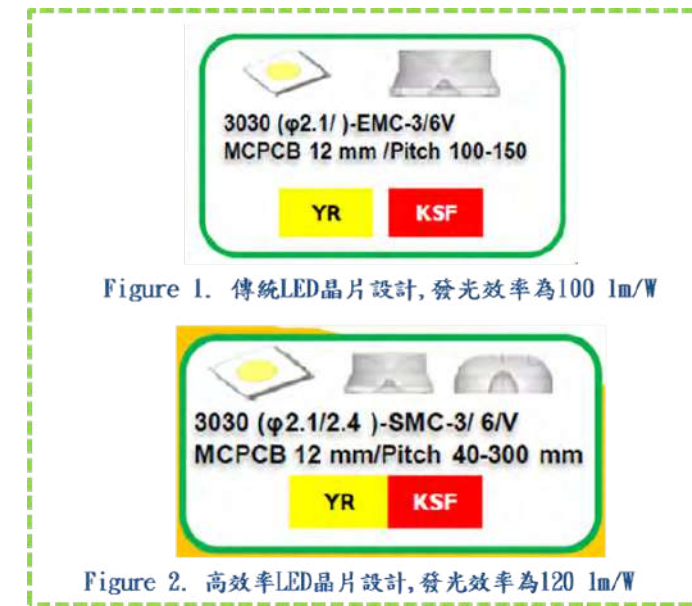 3030 (φ2.1/ )-EMC-3/6V
MCPCB 12 mm /Pitch 100-150
YR KSF
Figure 1. 傳統LED晶片設計,發光效率為100 lm/W
3030 (φ2.1/2.4 )-SMC-3/ 6/V
MCPCB 12 mm/Pitch 40-300 mm
YR KSF
Figure 2. 高效率LED晶片設計,發光效率為120 lm/W